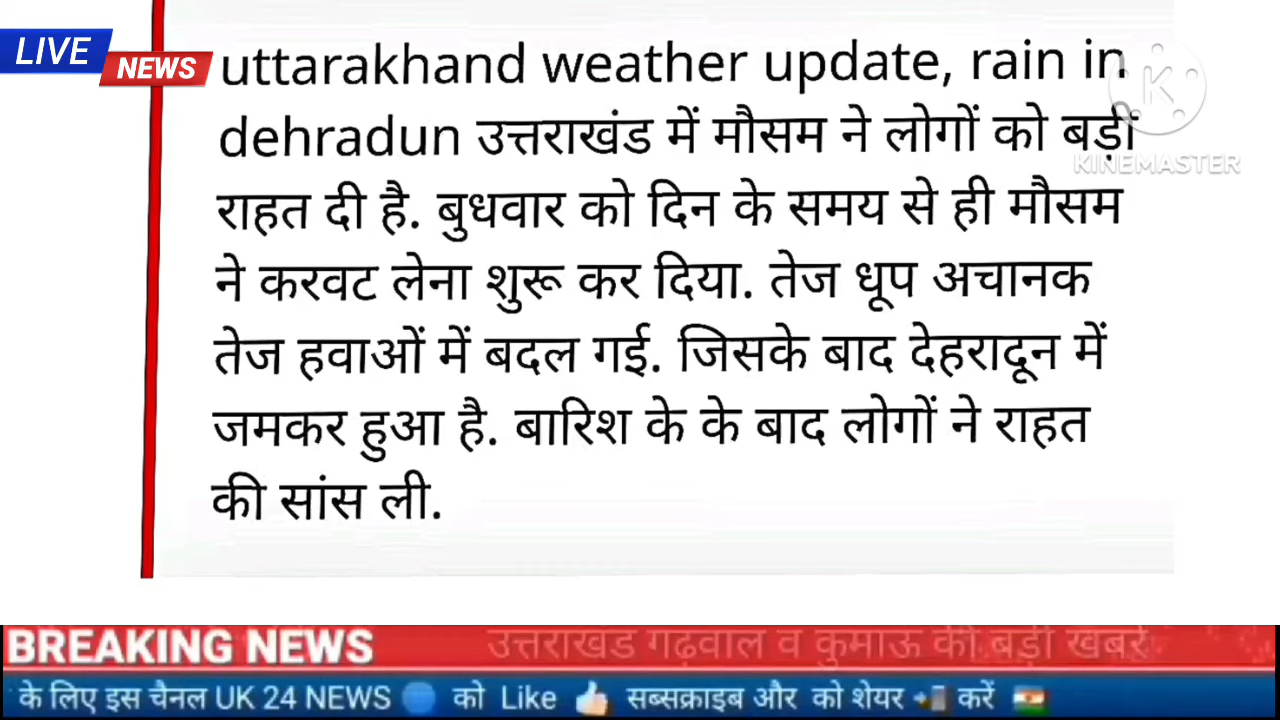 LIVE
NEWS
uttarakhand weather update, rain in
dehradun उत्तराखंड में मौसम ने लोगों को बड़ी
राहत दी है. बुधवार को दिन के समय से ही मौसम
ने करवट लेना शुरू कर दिया. तेज धूप अचानक
तेज हवाओं में बदल गई. जिसके बाद देहरादून में
जमकर हुआ है. बारिश के के बाद लोगों ने राहत
की सांस ली.
K
KINEMASTER
BREAKING NEWS उत्तराखंड गढ़वाल व कुमाऊ की बड़ी खबरें
के लिए इस चैनल UK 24 NEWS 🔵 को Like 👍 सब्सक्राइब और को शेयर 📲 करें 🇮🇳